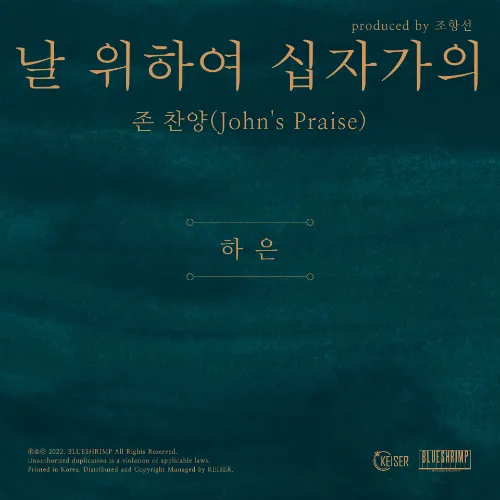 produced by 조항선
날 위하여 십자가의
존 찬양(John's Praise)
하은
ⓟ&ⓒ 2022. BLUESHRIMP All Rights Reserved.
Unauthorized duplication is a violation of applicable laws.
Printed in Korea. Distributed and Copyright Managed by KEISER.
KEISER
BLUESHRIMP